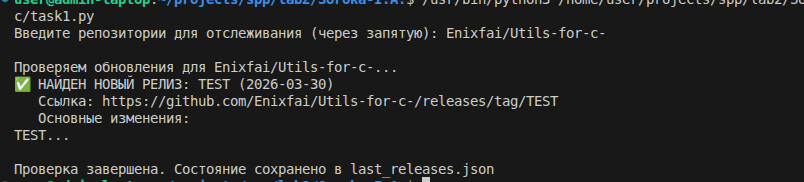 user@admin-laptop:~/projects/spp/lab2/Soroka-I.A.$ /usr/bin/python3 /home/user/projects/spp/lab2/So
c/task1.py
Введите репозитории для отслеживания (через запятую): Enixfai/Utils-for-c-
Проверяем обновления для Enixfai/Utils-for-c-...
✅ НАЙДЕН НОВЫЙ РЕЛИЗ: TEST (2026-03-30)
Ссылка: https://github.com/Enixfai/Utils-for-c-/releases/tag/TEST
Основные изменения:
TEST...
Проверка завершена. Состояние сохранено в last_releases.json